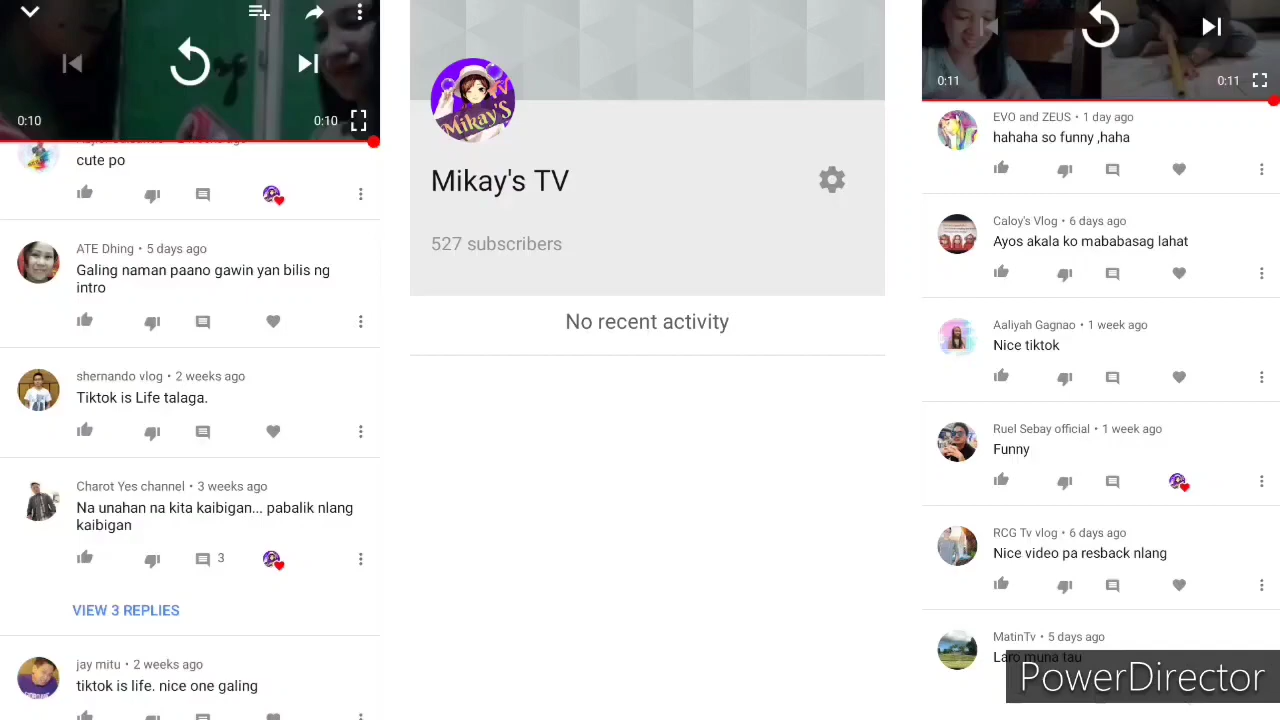 0:10
0:10
cute po
ATE Dhing • 5 days ago
Galing naman paano gawin yan bilis ng
intro
shernando vlog • 2 weeks ago
Tiktok is Life talaga.
Charot Yes channel • 3 weeks ago
Na unahan na kita kaibigan... pabalik nlang
kaibigan
3
VIEW 3 REPLIES
jay mitu • 2 weeks ago
tiktok is life. nice one galing
Mikay'S
TV
Mikay's TV
527 subscribers
No recent activity
0:11
0:11
EVO and ZEUS • 1 day ago
hahaha so funny ,haha
Caloy's Vlog • 6 days ago
Ayos akala ko mababasag lahat
Aaliyah Gagnao • 1 week ago
Nice tiktok
Ruel Sebay official • 1 week ago
Funny
RCG Tv vlog • 6 days ago
Nice video pa resback nlang
MatinTv • 5 days ago
Laro muna tau
PowerDirector